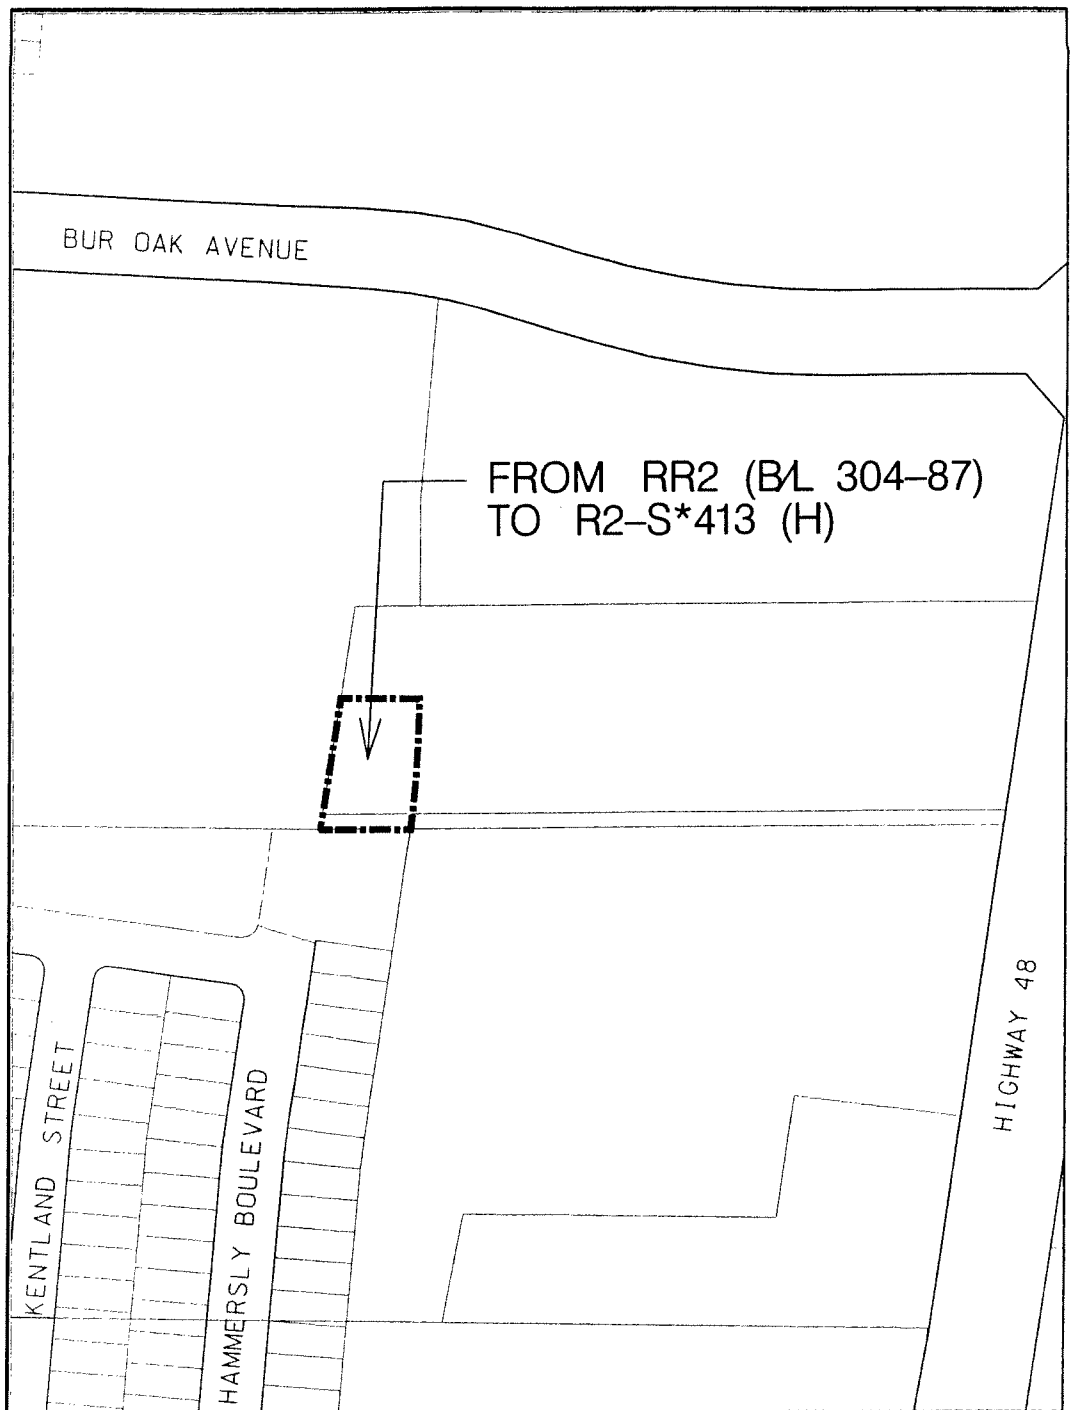 BUR OAK AVENUE
FROM RR2 (B/L 304-87)
TO R2-S*413 (H)
HIGHWAY 48
KENTLAND STREET
HAMMERSLY BOULEVARD